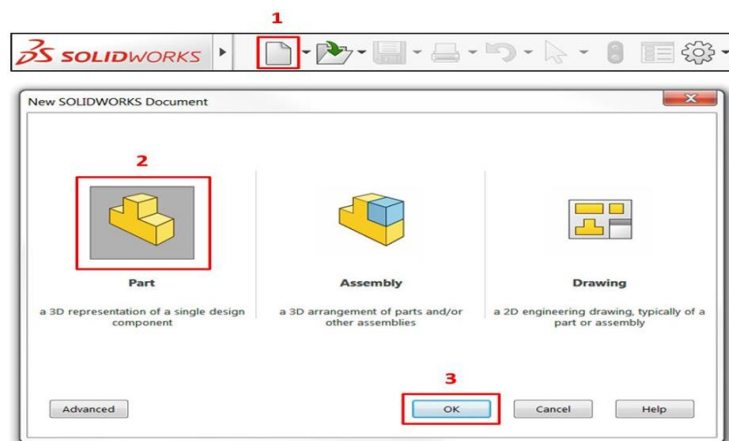 1
SOLIDWORKS
New SOLIDWORKS Document
2
Part
a 3D representation of a single design
component
Assembly
a 3D arrangement of parts and/or
other assemblies
Drawing
a 2D engineering drawing, typically of a
part or assembly
3
Advanced
OK
Cancel
Help